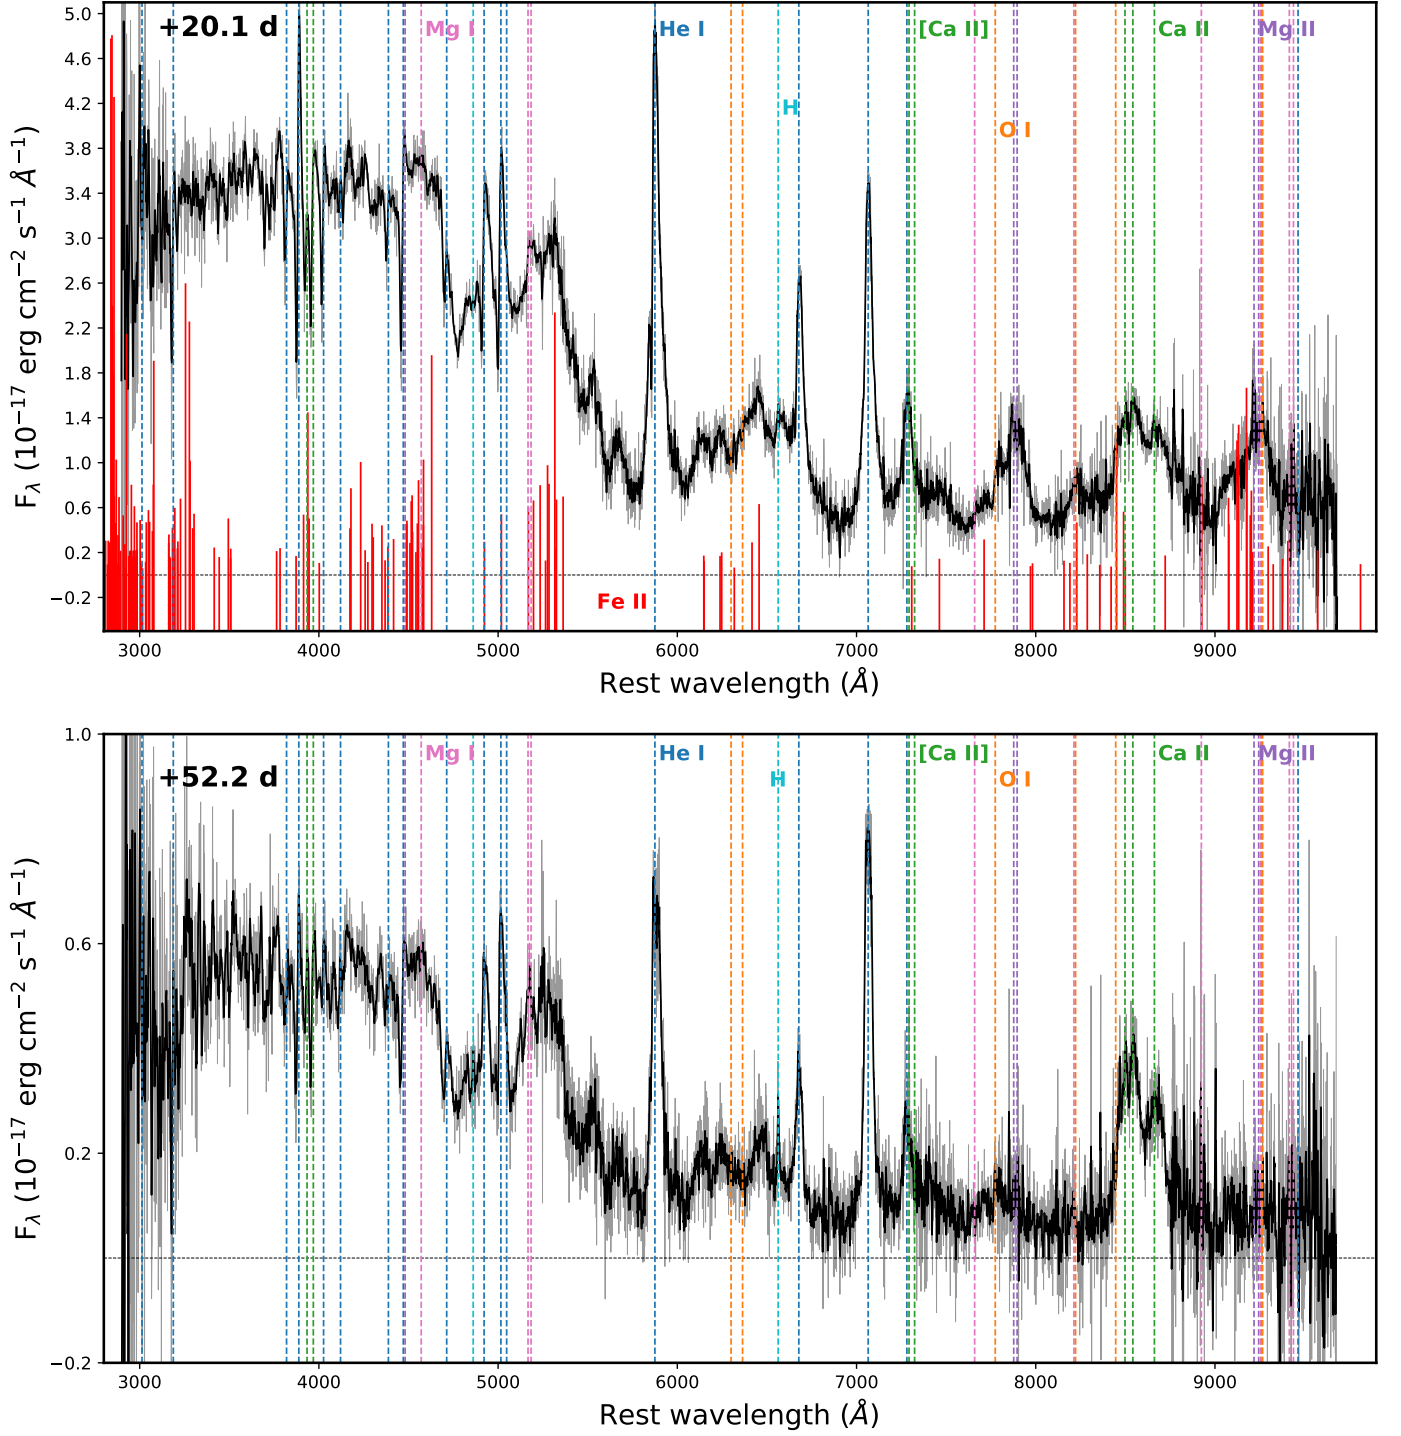 5.0
+20.1 d
Mg I
He I
[Ca II]
Ca II
Mg II
4.6
4.2
H
O I
3.8
3.4
3.0
2.6
2.2
1.8
1.4
1.0
0.6
0.2
−0.2
Fe II
F_λ (10^−17 erg cm^−2 s^−1 Å^−1)
3000
4000
5000
6000
7000
8000
9000
Rest wavelength (Å)
1.0
+52.2 d
Mg I
He I
[Ca II]
Ca II
Mg II
H
O I
0.6
0.2
−0.2
F_λ (10^−17 erg cm^−2 s^−1 Å^−1)
3000
4000
5000
6000
7000
8000
9000
Rest wavelength (Å)